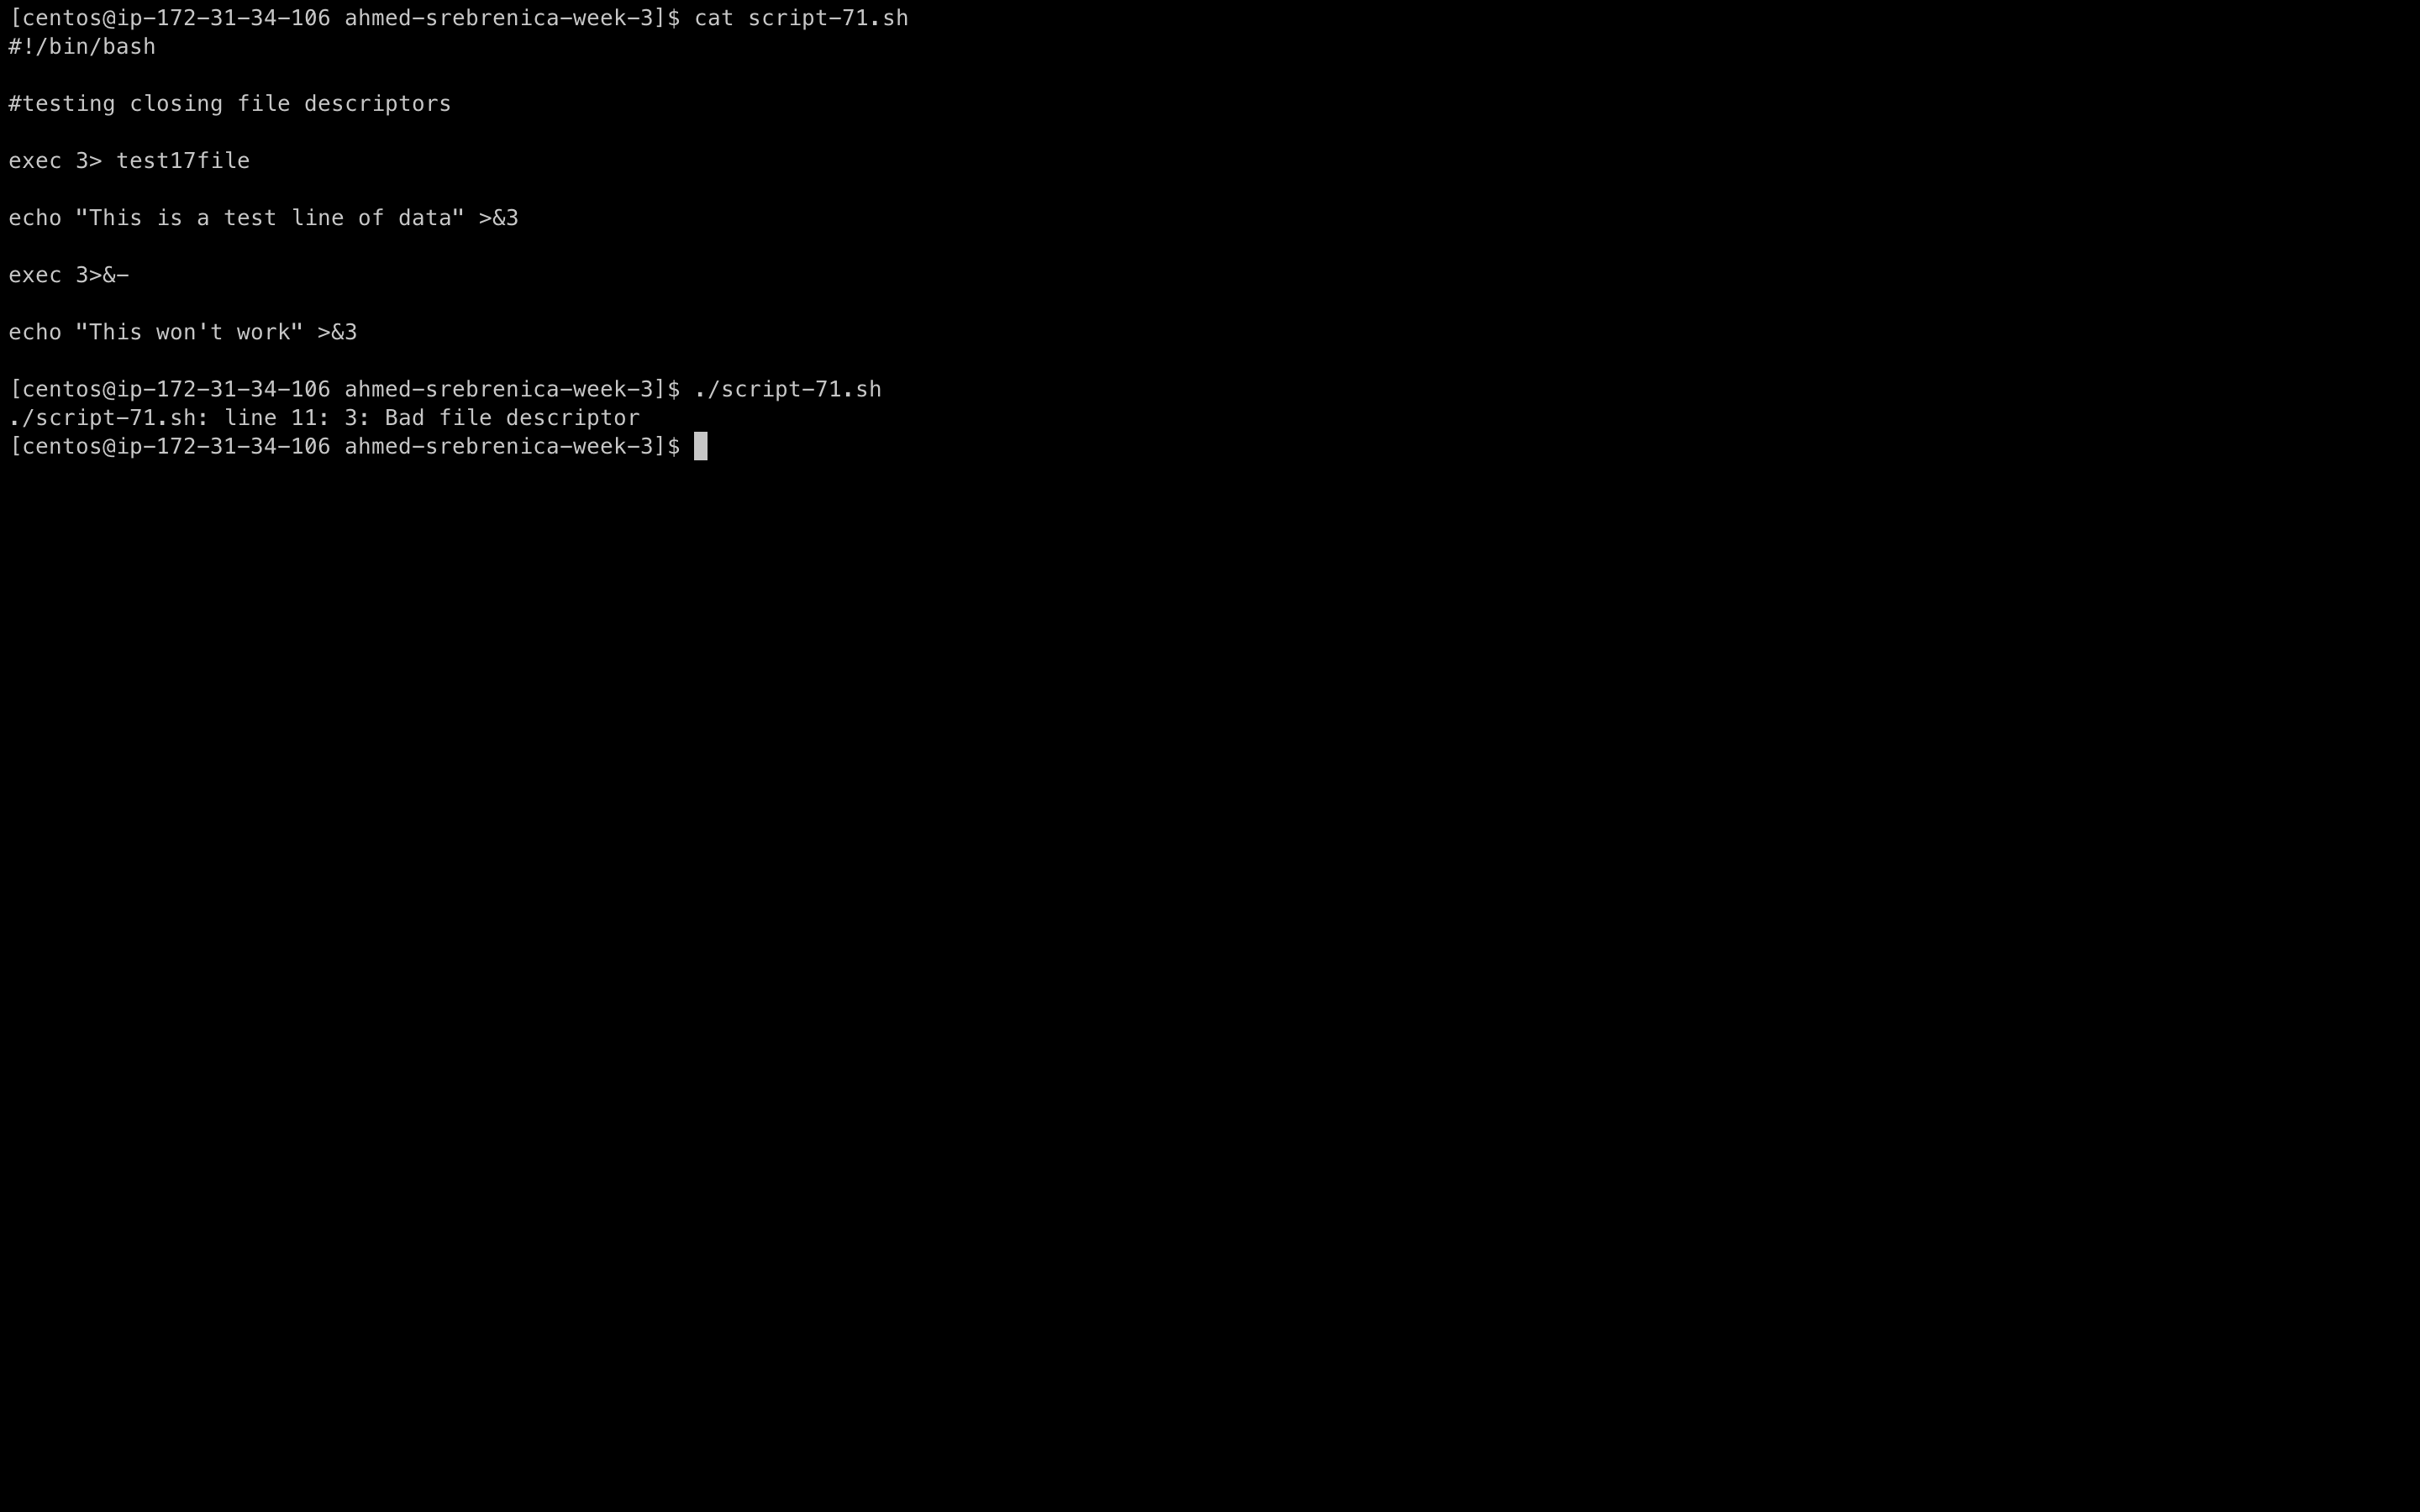 [centos@ip-172-31-34-106 ahmed-srebrenica-week-3]$ cat script-71.sh
#!/bin/bash
#testing closing file descriptors
exec 3> test17file
echo "This is a test line of data" >&3
exec 3>&-
echo "This won't work" >&3
[centos@ip-172-31-34-106 ahmed-srebrenica-week-3]$ ./script-71.sh
./script-71.sh: line 11: 3: Bad file descriptor
[centos@ip-172-31-34-106 ahmed-srebrenica-week-3]$